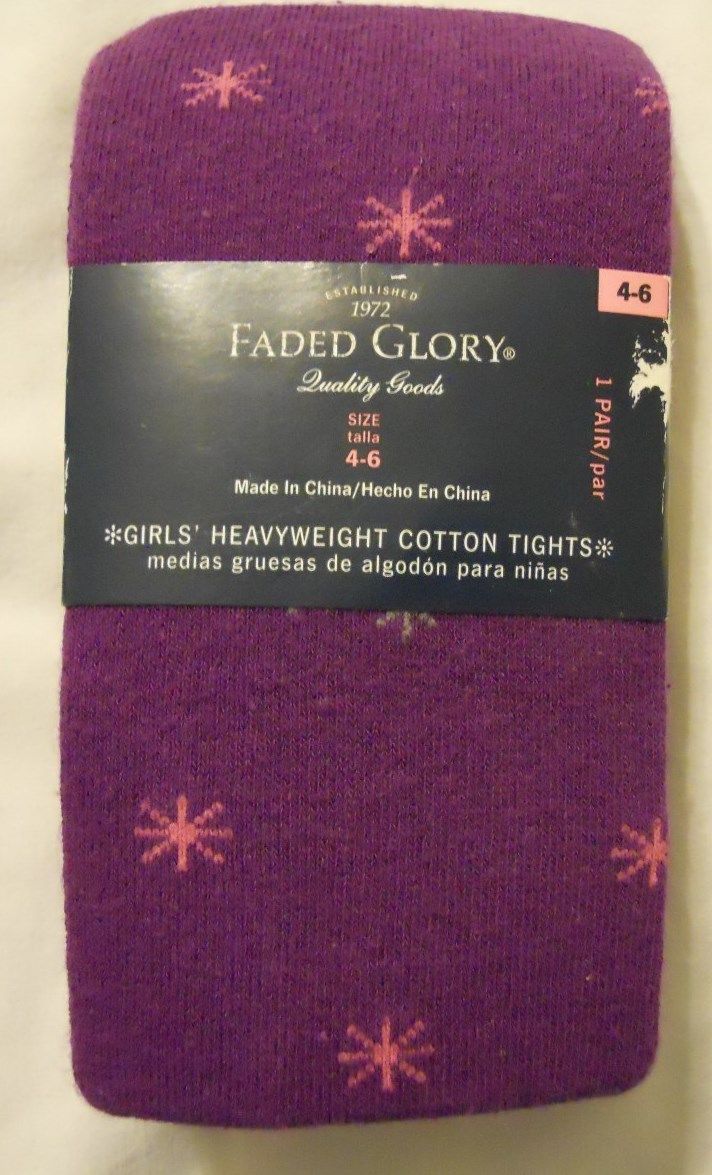 ESTABLISHED
1972
FADED GLORY®
Quality Goods
SIZE
talla
4-6
Made In China/Hecho En China
*GIRLS' HEAVYWEIGHT COTTON TIGHTS*
medias gruesas de algodón para niñas
4-6
1 PAIR/par